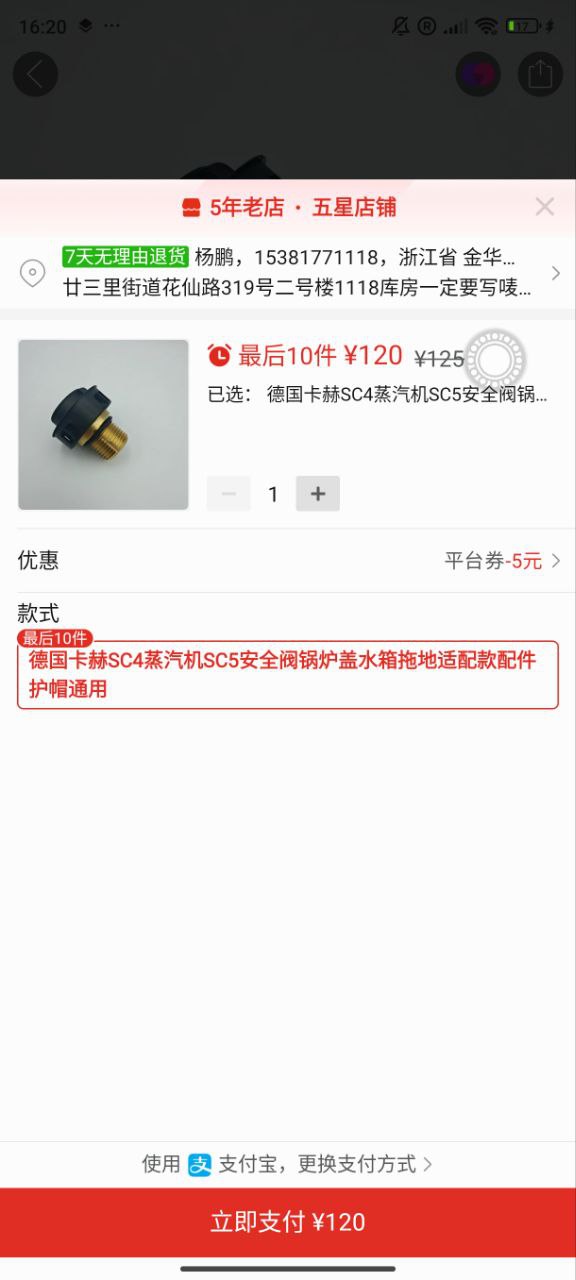 16:20
17
5年老店 · 五星店铺
7天无理由退货 杨鹏，15381771118，浙江省 金华...
廿三里街道花仙路319号二号楼1118库房一定要写唛...
最后10件 ¥120 ¥125
已选： 德国卡赫SC4蒸汽机SC5安全阀锅...
1
优惠 平台券-5元
款式
最后10件
德国卡赫SC4蒸汽机SC5安全阀锅炉盖水箱拖地适配款配件
护帽通用
使用 支 支付宝，更换支付方式
立即支付 ¥120